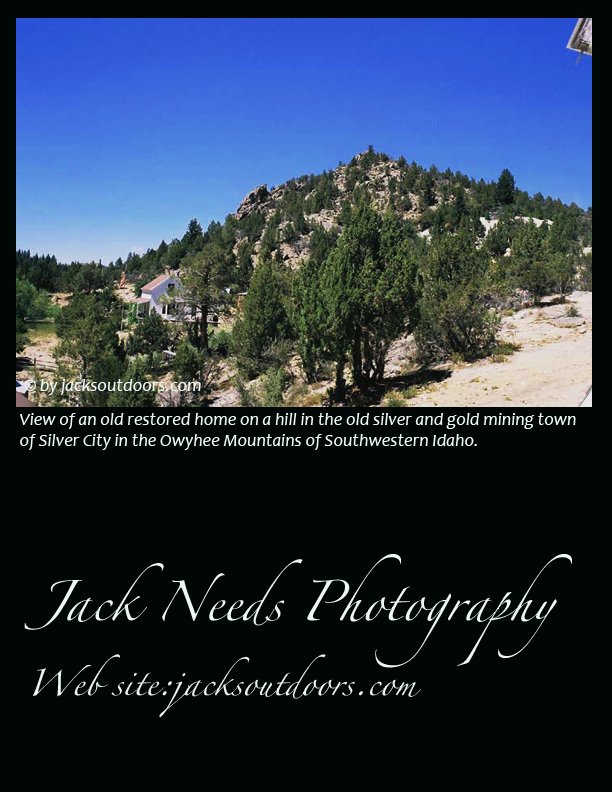 © by jacksoutdoors.com
View of an old restored home on a hill in the old silver and gold mining town
of Silver City in the Owyhee Mountains of Southwestern Idaho.
Jack Needs Photography
Web site:jacksoutdoors.com